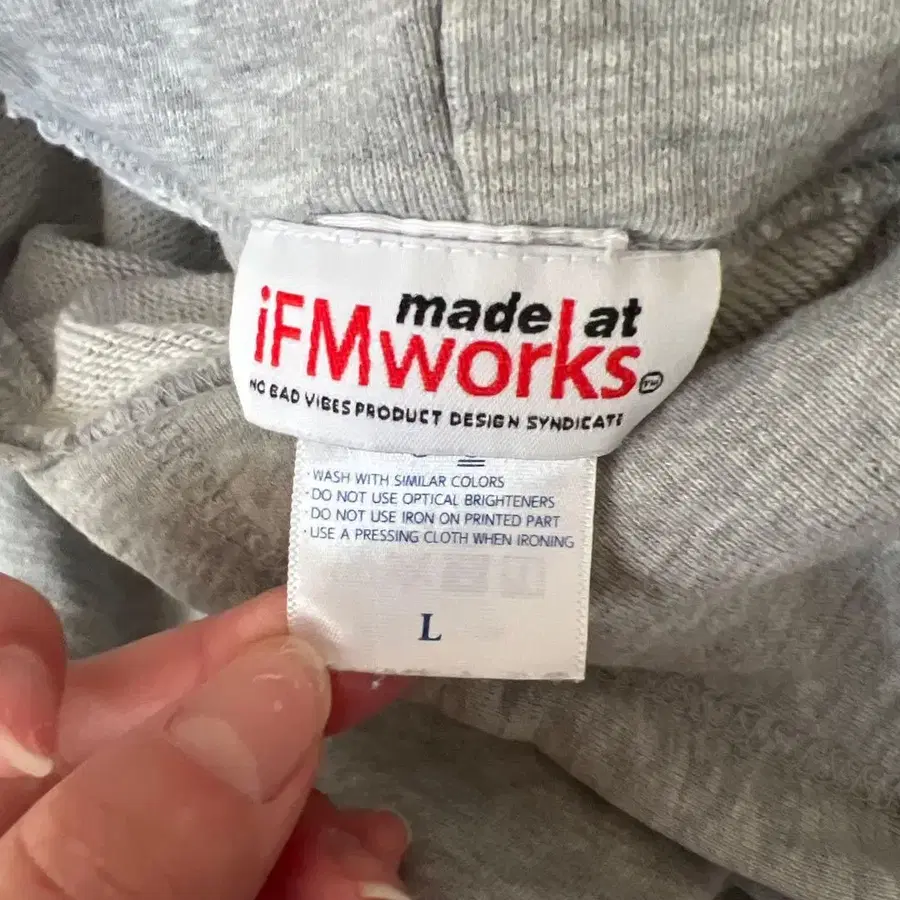 made at
iFMworks™
NO BAD VIBES PRODUCT DESIGN SYNDICATE
·WASH WITH SIMILAR COLORS
·DO NOT USE OPTICAL BRIGHTENERS
·DO NOT USE IRON ON PRINTED PART
·USE A PRESSING CLOTH WHEN IRONING
L